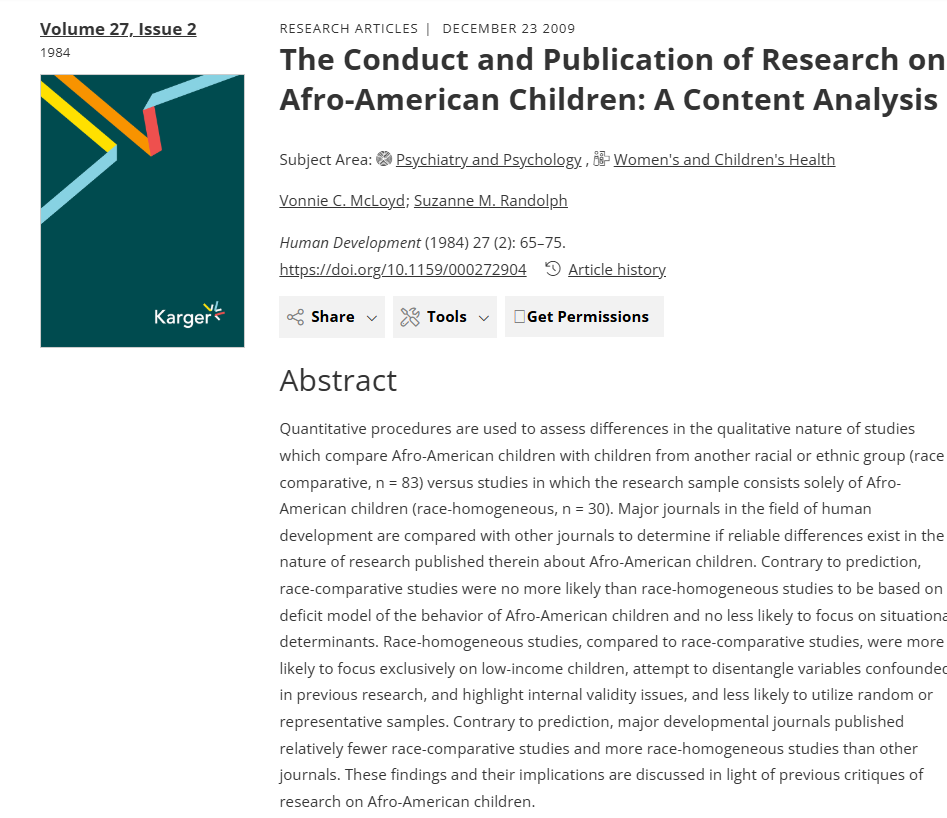 Volume 27, Issue 2
1984
Karger
RESEARCH ARTICLES | DECEMBER 23 2009
The Conduct and Publication of Research on
Afro-American Children: A Content Analysis
Subject Area: Psychiatry and Psychology , Women's and Children's Health
Vonnie C. McLoyd; Suzanne M. Randolph
Human Development (1984) 27 (2): 65–75.
https://doi.org/10.1159/000272904 Article history
Share Tools Get Permissions
Abstract
Quantitative procedures are used to assess differences in the qualitative nature of studies
which compare Afro-American children with children from another racial or ethnic group (race
comparative, n = 83) versus studies in which the research sample consists solely of Afro-
American children (race-homogeneous, n = 30). Major journals in the field of human
development are compared with other journals to determine if reliable differences exist in the
nature of research published therein about Afro-American children. Contrary to prediction,
race-comparative studies were no more likely than race-homogeneous studies to be based on
deficit model of the behavior of Afro-American children and no less likely to focus on situationa
determinants. Race-homogeneous studies, compared to race-comparative studies, were more
likely to focus exclusively on low-income children, attempt to disentangle variables confounded
in previous research, and highlight internal validity issues, and less likely to utilize random or
representative samples. Contrary to prediction, major developmental journals published
relatively fewer race-comparative studies and more race-homogeneous studies than other
journals. These findings and their implications are discussed in light of previous critiques of
research on Afro-American children.